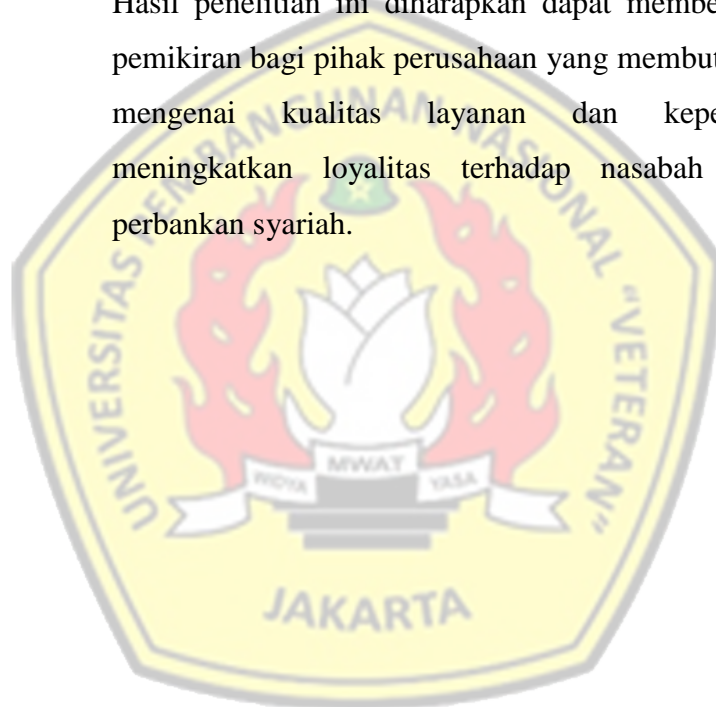 Hasil penelitian ini diharapkan dapat membe
pemikiran bagi pihak perusahaan yang membut
mengenai kualitas layanan dan kepe
meningkatkan loyalitas terhadap nasabah
perbankan syariah.
UNIVERSITAS PEMBANGUNAN NASIONAL "VETERAN"
WIDYA MWAT YASA
JAKARTA